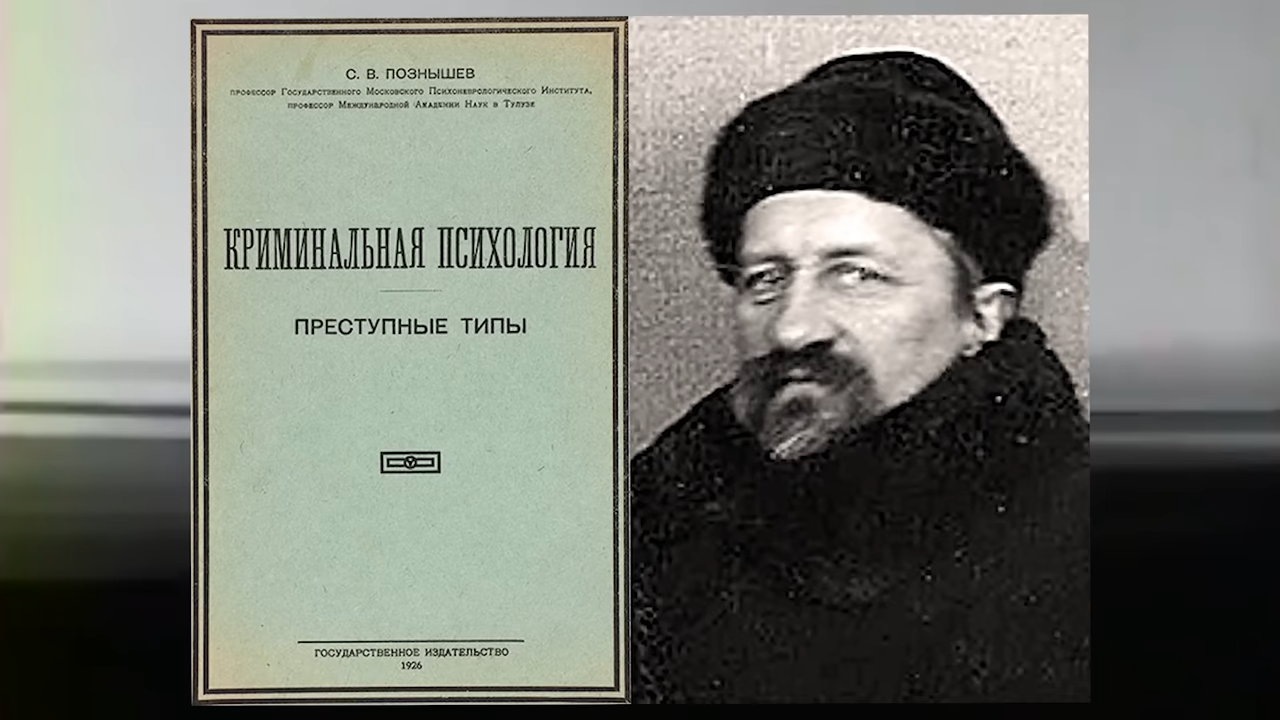 С. В. ПОЗНЫШЕВ
ПРОФЕССОР ГОСУДАРСТВЕННОГО МОСКОВСКОГО ПСИХОНЕВРОЛОГИЧЕСКОГО ИНСТИТУТА,
ПРОФЕССОР МЕЖДУНАРОДНОЙ АКАДЕМИИ НАУК В ТУЛУЗЕ
КРИМИНАЛЬНАЯ ПСИХОЛОГИЯ
ПРЕСТУПНЫЕ ТИПЫ
ГОСУДАРСТВЕННОЕ ИЗДАТЕЛЬСТВО
1926